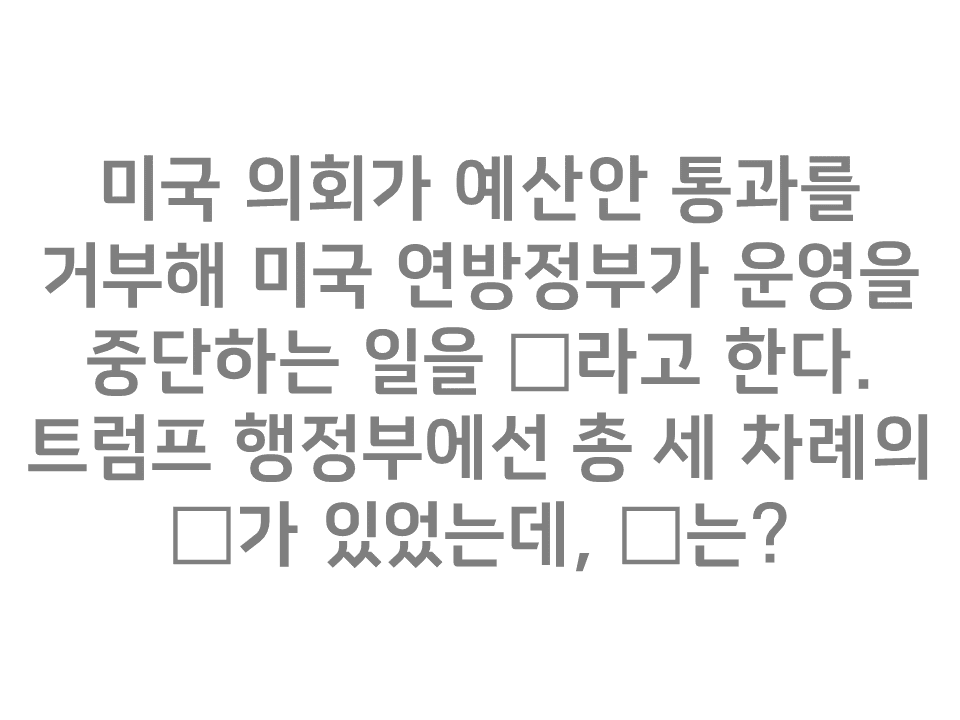 미국 의회가 예산안 통과를
거부해 미국 연방정부가 운영을
중단하는 일을 □라고 한다.
트럼프 행정부에선 총 세 차례의
□가 있었는데, □는?